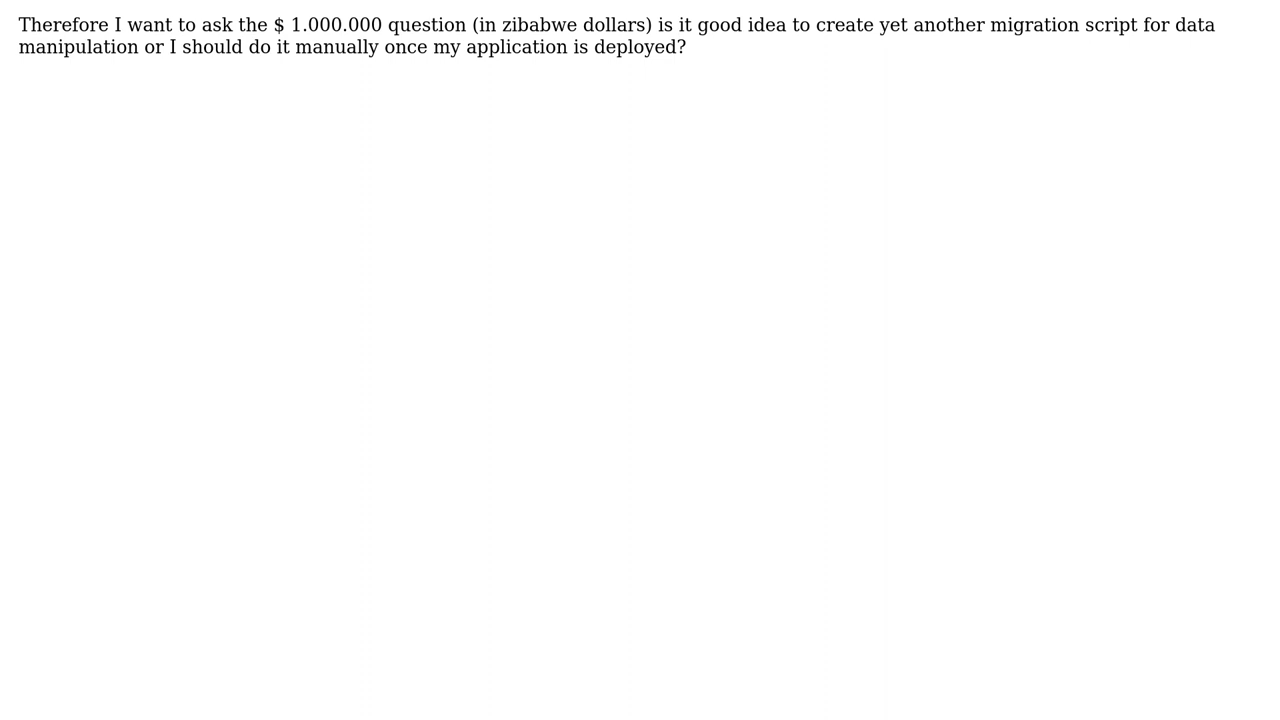 Therefore I want to ask the $ 1.000.000 question (in zibabwe dollars) is it good idea to create yet another migration script for data
manipulation or I should do it manually once my application is deployed?